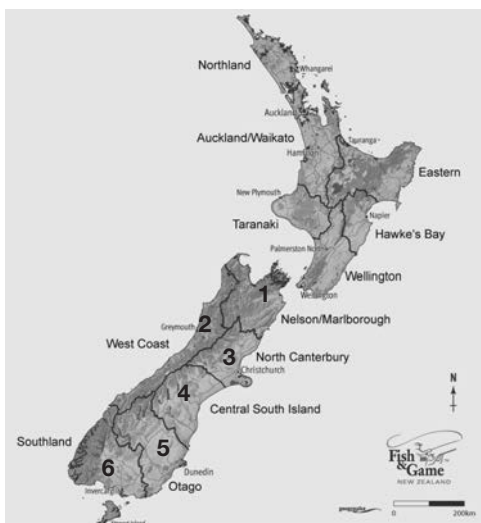 Northland
Whangarei
Auckland
Auckland/Waikato
Tauranga
Hamilton
Eastern
New Plymouth
Taranaki
Napier
Hawke's Bay
Palmerston Nort
Wellington
Wellington
1
Nelson/Marlborough
2
Greymouth
West Coast
3
North Canterbury
Christchurch
4
Central South Island
N
Southland
5
6
Dunedin
Invercarg
Otago
Fish
& Game
NEW ZEALAND
0
200km